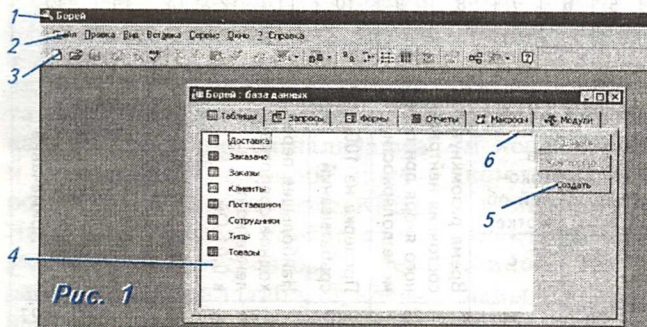 1
Борей
2
Файл Правка Вид Вставка Сервис Окно ? Справка
3
Борей : база данных
Таблицы Запросы Формы Отчеты Макросы Модули
Доставка
6
Заказано
Заказы
Клиенты
Создать
Поставщики
5
Сотрудники
Типы
4
Товары
Рис. 1